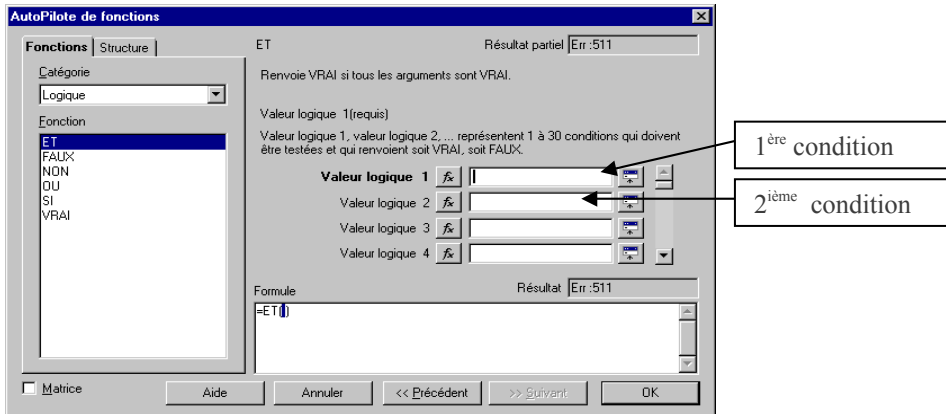 AutoPilote de fonctions
Fonctions
Structure
ET
Résultat partiel Err :511
Catégorie
Logique
Fonction
ET
FAUX
NON
OU
SI
VRAI
Renvoie VRAI si tous les arguments sont VRAI.
Valeur logique 1(requis)
Valeur logique 1, valeur logique 2, ... représentent 1 à 30 conditions qui doivent
être testées et qui renvoient soit VRAI, soit FAUX.
Valeur logique 1 fx
Valeur logique 2 fx
Valeur logique 3 fx
Valeur logique 4 fx
1ère condition
2ième condition
Formule
Résultat Err :511
=ET()
Matrice
Aide
Annuler
<< Précédent
>> Suivant
OK